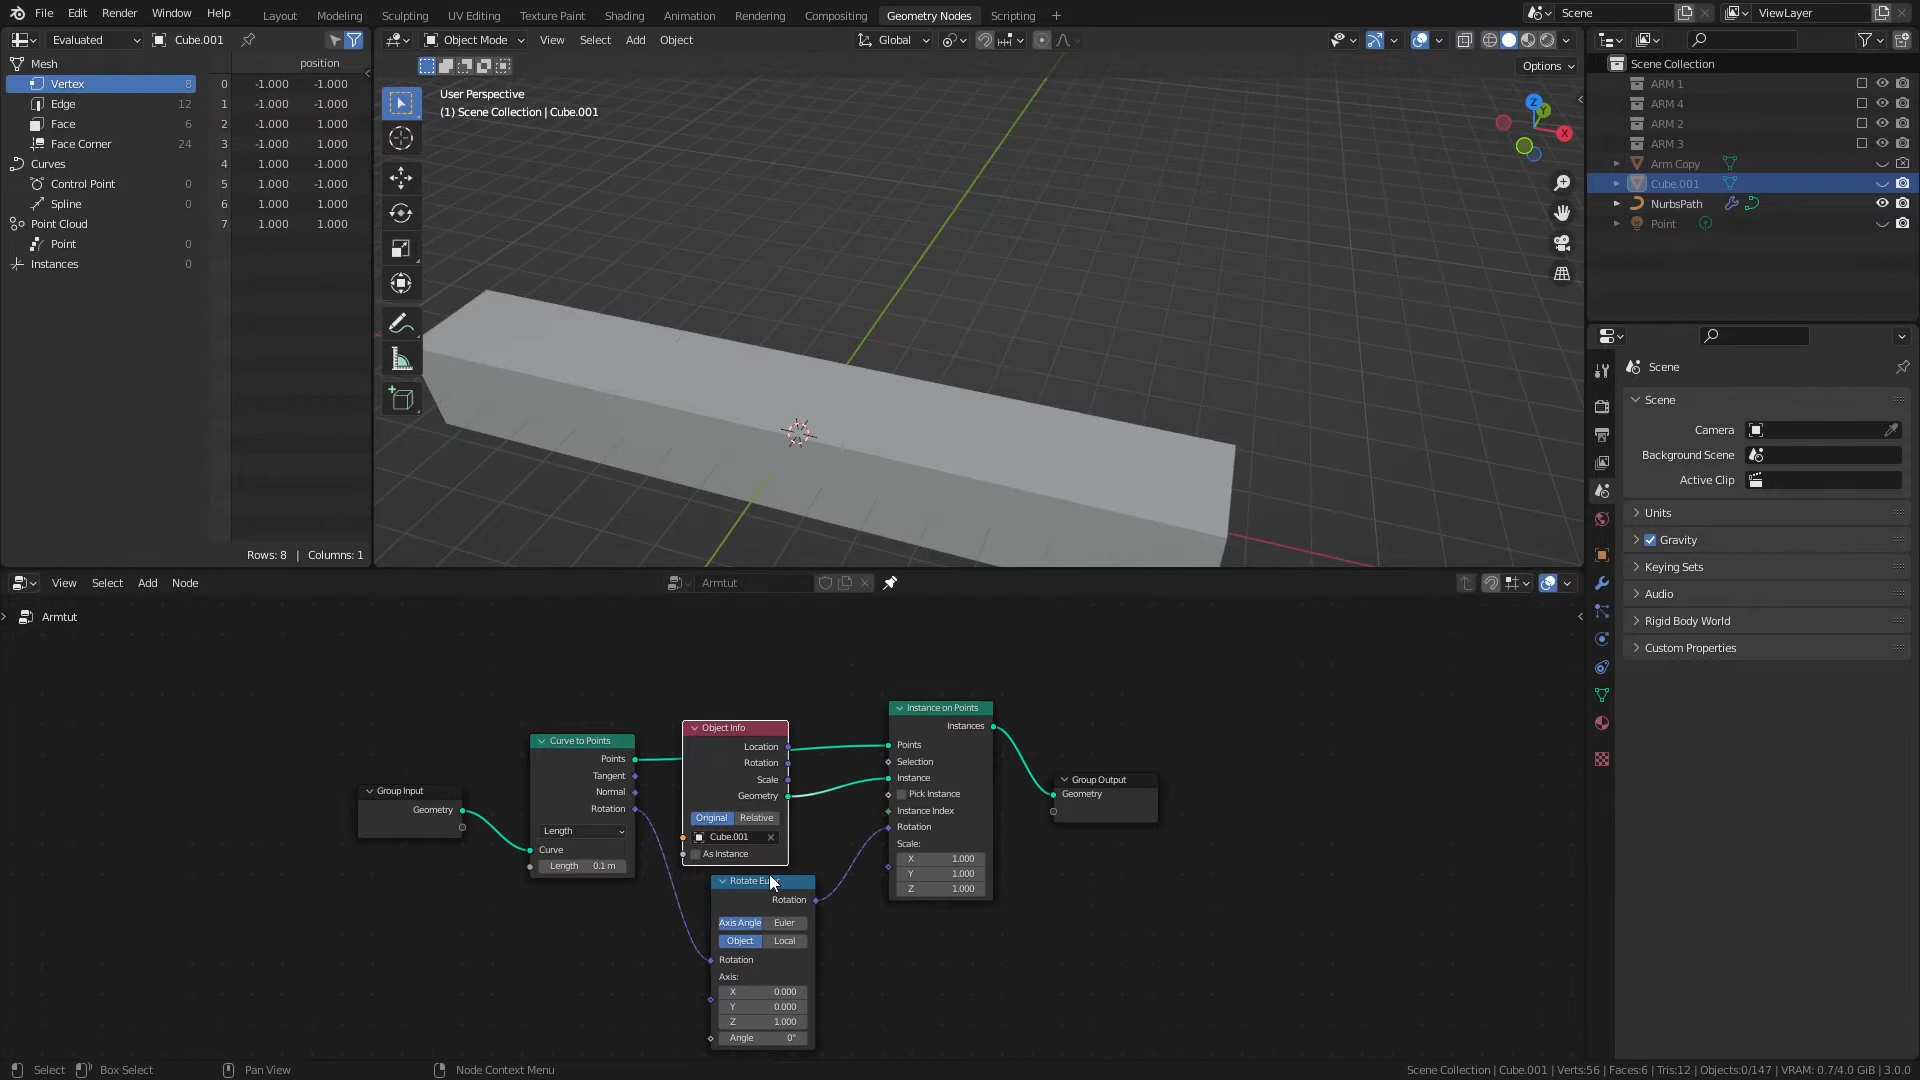 File Edit Render Window Help
Layout Modeling Sculpting UV Editing Texture Paint Shading Animation Rendering Compositing Geometry Nodes Scripting +
Scene
ViewLayer
Evaluated
Cube.001
position
Mesh
Vertex 8
Edge 12
Face 6
Face Corner 24
Curves
Control Point 0
Spline 0
Point Cloud
Point 0
Instances 0
0 -1.000 -1.000
1 -1.000 -1.000
2 -1.000 1.000
3 -1.000 1.000
4 1.000 -1.000
5 1.000 -1.000
6 1.000 1.000
7 1.000 1.000
Rows: 8 | Columns: 1
Object Mode View Select Add Object
Global
Options
User Perspective
(1) Scene Collection | Cube.001
Z
Y
X
Scene Collection
ARM 1
ARM 4
ARM 2
ARM 3
Arm Copy
Cube.001
NurbsPath
Point
Scene
Scene
Camera
Background Scene
Active Clip
Units
Gravity
Keying Sets
Audio
Rigid Body World
Custom Properties
View Select Add Node
Armtut
Armtut
Group Input
Geometry
Curve to Points
Points
Tangent
Normal
Rotation
Length
Curve
Length 0.1 m
Object Info
Location
Rotation
Scale
Geometry
Original Relative
Cube.001
As Instance
Rotation
Axis Angle Euler
Object Local
Rotation
Axis:
X 0.000
Y 0.000
Z 1.000
Angle 0°
Instance on Points
Instances
Points
Selection
Instance
Pick Instance
Instance Index
Rotation
Scale:
X 1.000
Y 1.000
Z 1.000
Group Output
Geometry
Select Box Select Pan View Node Context Menu
Scene Collection | Cube.001 | Verts:56 | Faces:6 | Tris:12 | Objects:0/147 | VRAM: 0.7/4.0 GiB | 3.0.0